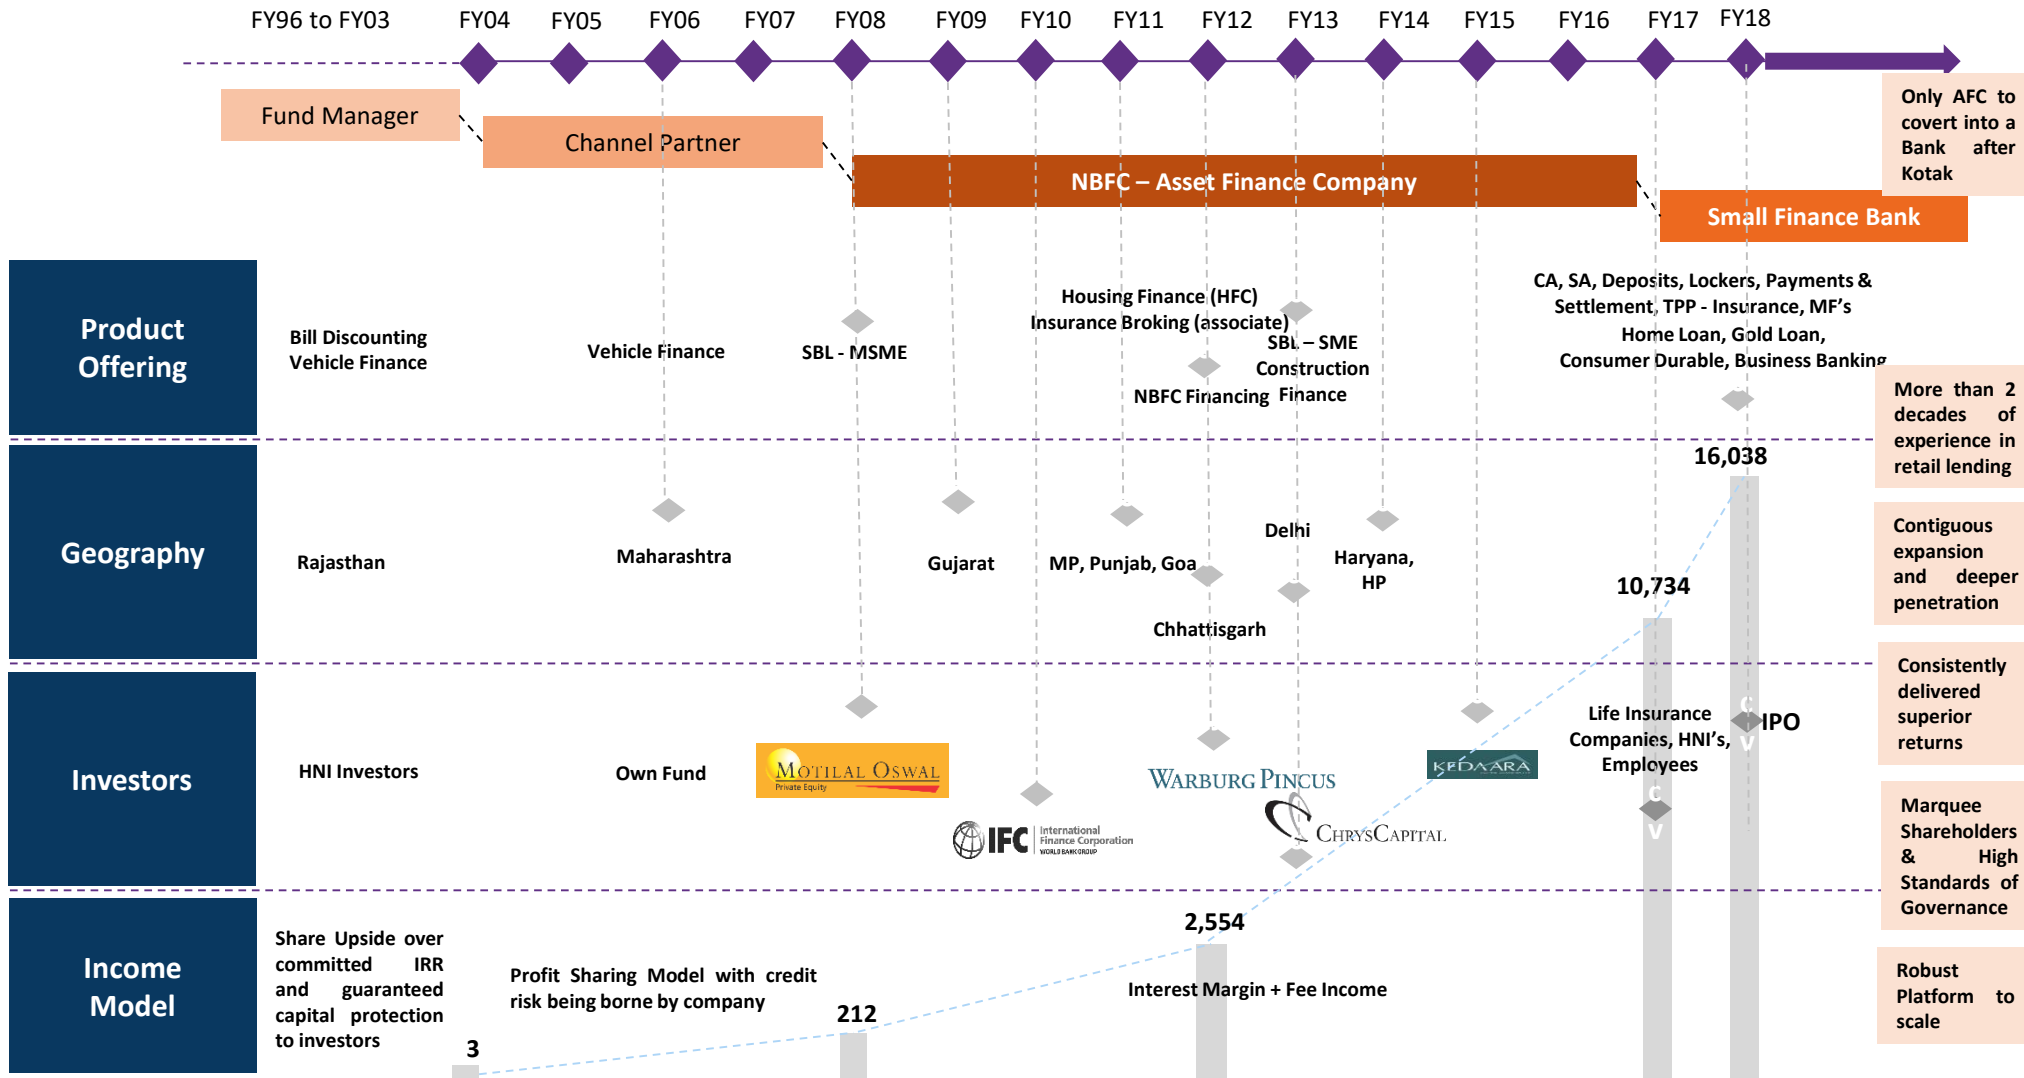 FY96 to FY03
FY04
FY05
FY06
FY07
FY08
FY09
FY10
FY11
FY12
FY13
FY14
FY15
FY16
FY17
FY18
Fund Manager
Channel Partner
NBFC – Asset Finance Company
Small Finance Bank
Only AFC to
covert into a
Bank after
Kotak
Product
Offering
Bill Discounting
Vehicle Finance
Vehicle Finance
SBL - MSME
Housing Finance (HFC)
Insurance Broking (associate)
NBFC Financing
SBL – SME
Construction
Finance
CA, SA, Deposits, Lockers, Payments &
Settlement, TPP - Insurance, MF's
Home Loan, Gold Loan,
Consumer Durable, Business Banking
More than 2
decades of
experience in
retail lending
Geography
Rajasthan
Maharashtra
Gujarat
MP, Punjab, Goa
Chhattisgarh
Delhi
Haryana,
HP
10,734
16,038
Contiguous
expansion
and deeper
penetration
Investors
HNI Investors
Own Fund
MOTILAL OSWAL
Private Equity
IFC
International
Finance Corporation
WORLD BANK GROUP
WARBURG PINCUS
CHRYSCAPITAL
KEDAARA
Life Insurance
Companies, HNI's,
Employees
C
V
C
V
IPO
Consistently
delivered
superior
returns
Marquee
Shareholders
& High
Standards of
Governance
Income
Model
Share Upside over
committed IRR
and guaranteed
capital protection
to investors
3
Profit Sharing Model with credit
risk being borne by company
212
2,554
Interest Margin + Fee Income
Robust
Platform to
scale